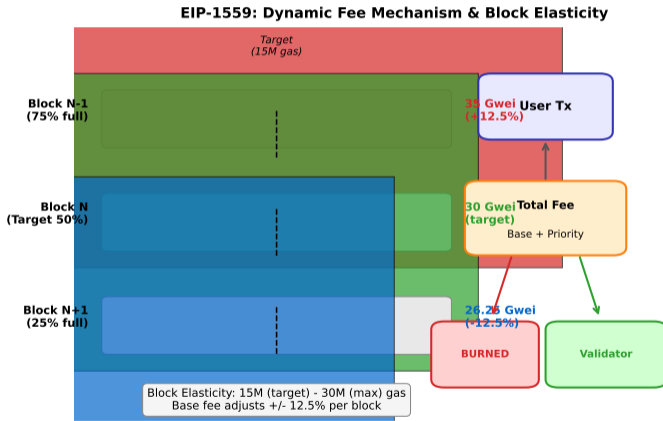 EIP-1559: Dynamic Fee Mechanism & Block Elasticity
Target
(15M gas)
Block N-1
(75% full)
35 Gwei
(+12.5%)
User Tx
Block N
(Target 50%)
30 Gwei
(target)
Total Fee
Base + Priority
Block N+1
(25% full)
26.25 Gwei
(-12.5%)
BURNED
Validator
Block Elasticity: 15M (target) - 30M (max) gas
Base fee adjusts +/- 12.5% per block